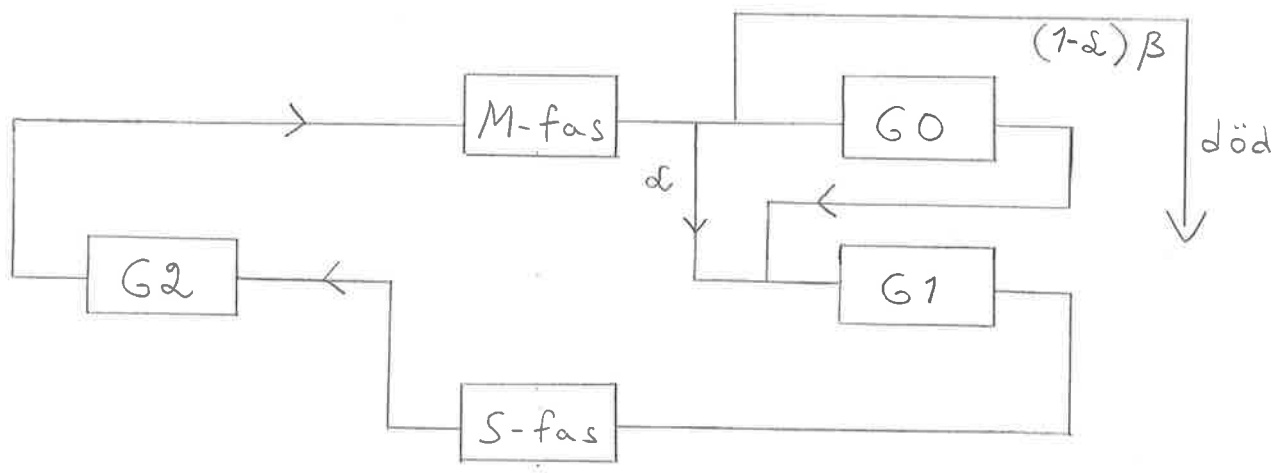 (1-α) β
M-fas
G0
död
α
G2
G1
S-fas